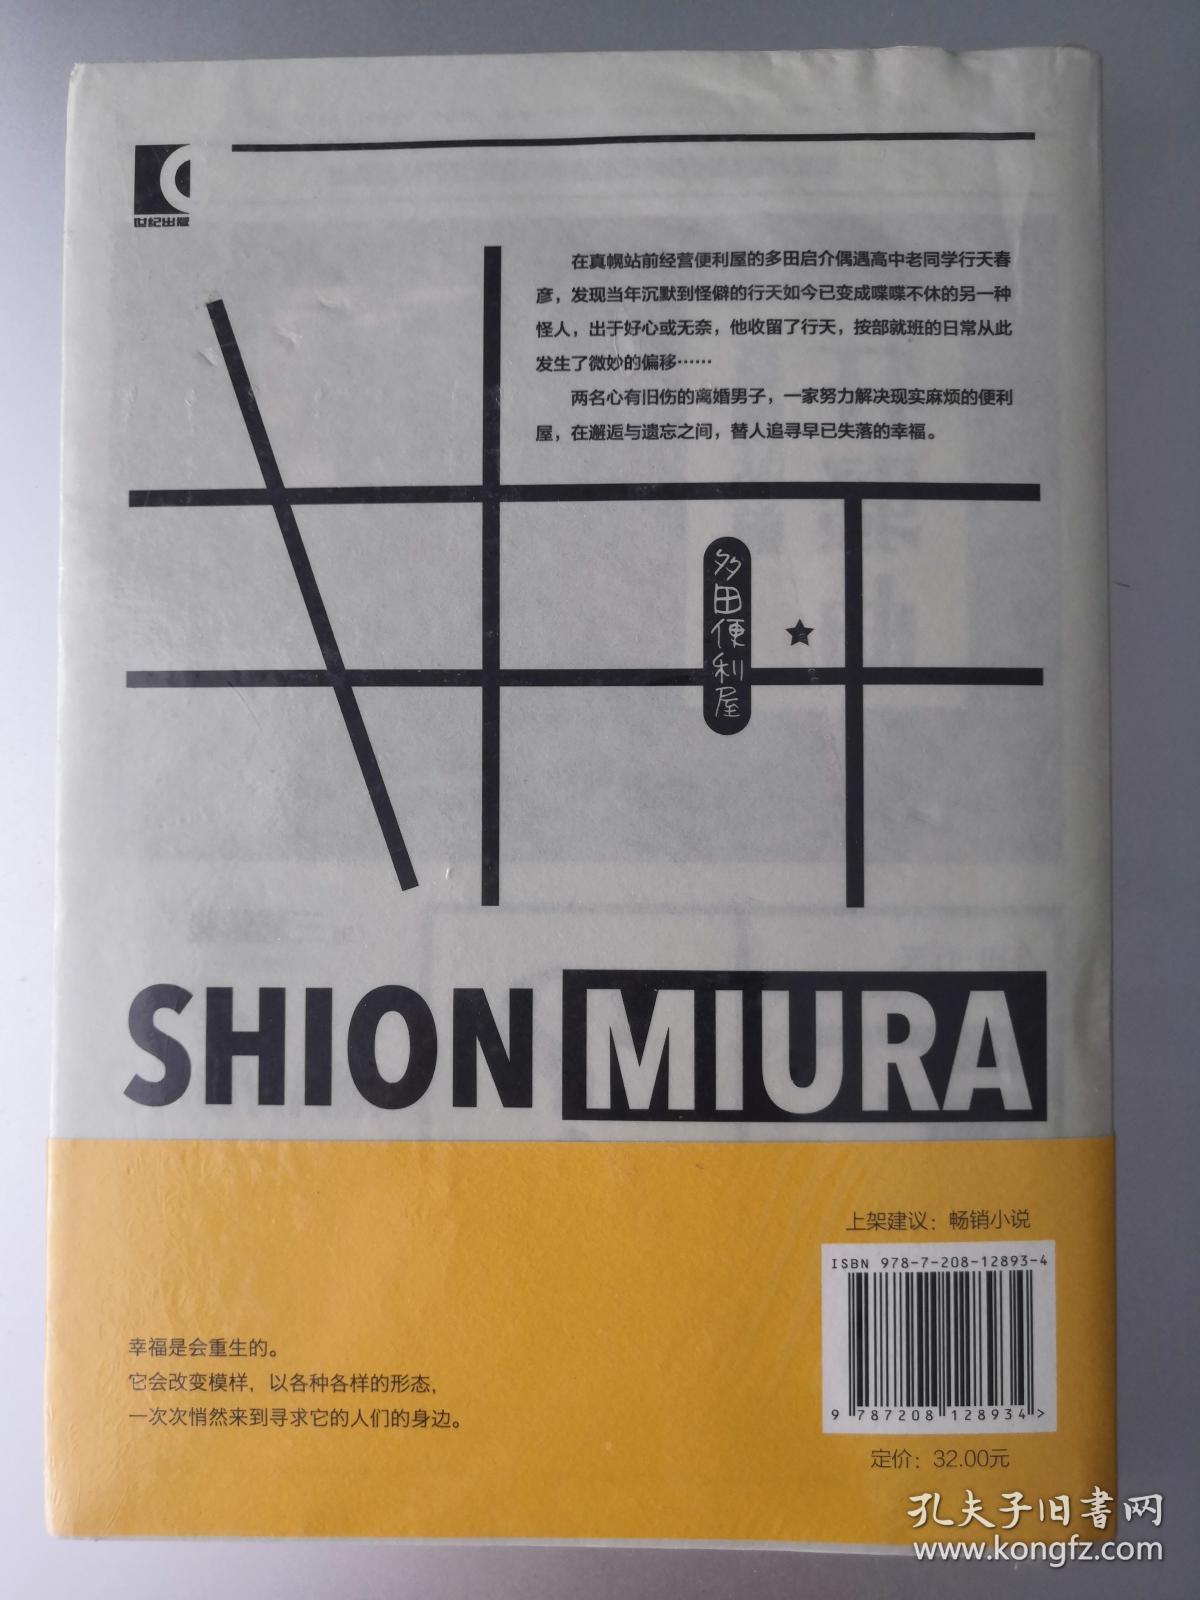 世纪出版
在真幌站前经营便利屋的多田启介偶遇高中老同学行天春
彦，发现当年沉默到怪僻的行天如今已变成喋喋不休的另一种
怪人，出于好心或无奈，他收留了行天，按部就班的日常从此
发生了微妙的偏移……
两名心有旧伤的离婚男子，一家努力解决现实麻烦的便利
屋，在邂逅与遗忘之间，替人追寻早已失落的幸福。
多田便利屋
SHION MIURA
上架建议：畅销小说
ISBN 978-7-208-12893-4
9 787208 128934 >
定价：32.00元
幸福是会重生的。
它会改变模样，以各种各样的形态，
一次次悄然来到寻求它的人们的身边。
孔夫子旧书网
www.kongfz.com